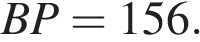 BP = 156.